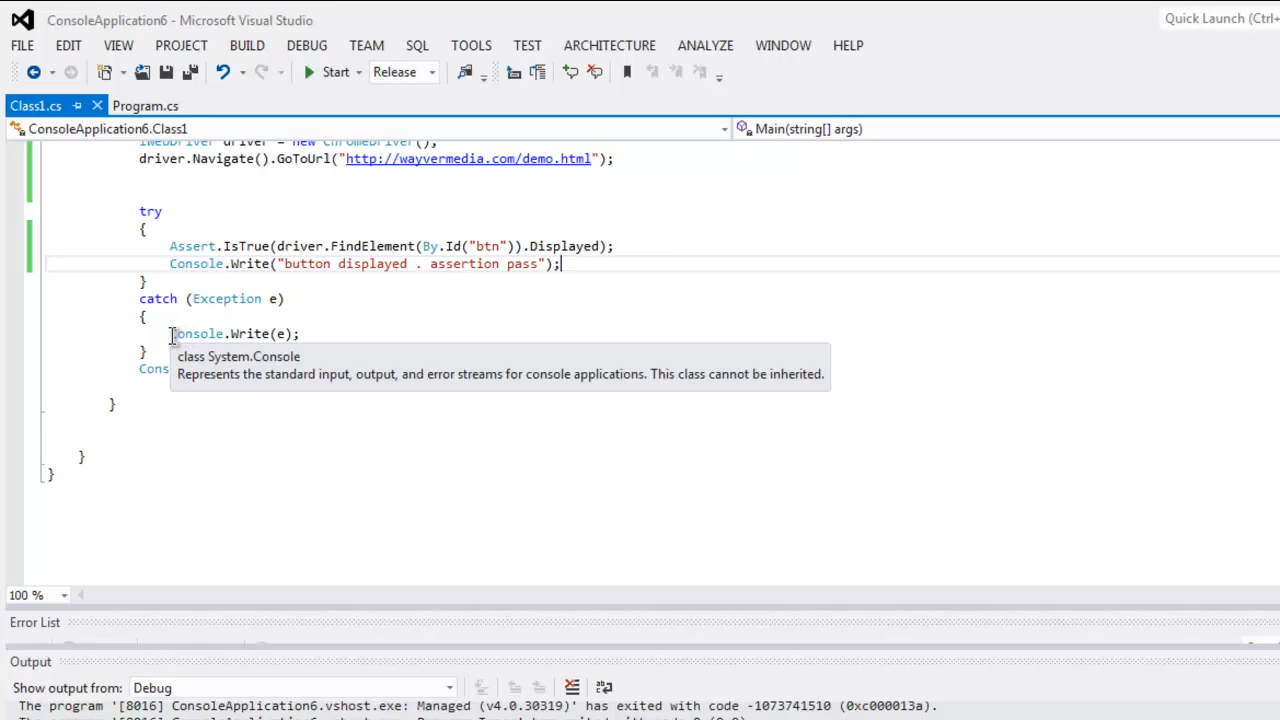 ConsoleApplication6 - Microsoft Visual Studio
Quick Launch (Ctrl+
FILE EDIT VIEW PROJECT BUILD DEBUG TEAM SQL TOOLS TEST ARCHITECTURE ANALYZE WINDOW HELP
Start Release
Class1.cs Program.cs
ConsoleApplication6.Class1 Main(string[] args)
IWebDriver driver = new ChromeDriver();
driver.Navigate().GoToUrl("http://wayvermedia.com/demo.html");
try
{
Assert.IsTrue(driver.FindElement(By.Id("btn")).Displayed);
Console.Write("button displayed . assertion pass");
}
catch (Exception e)
{
Console.Write(e);
}
class System.Console
Cons
Represents the standard input, output, and error streams for console applications. This class cannot be inherited.
}
}
}
100 %
Error List
Output
Show output from: Debug
The program '[8016] ConsoleApplication6.vshost.exe: Managed (v4.0.30319)' has exited with code -1073741510 (0xc000013a).